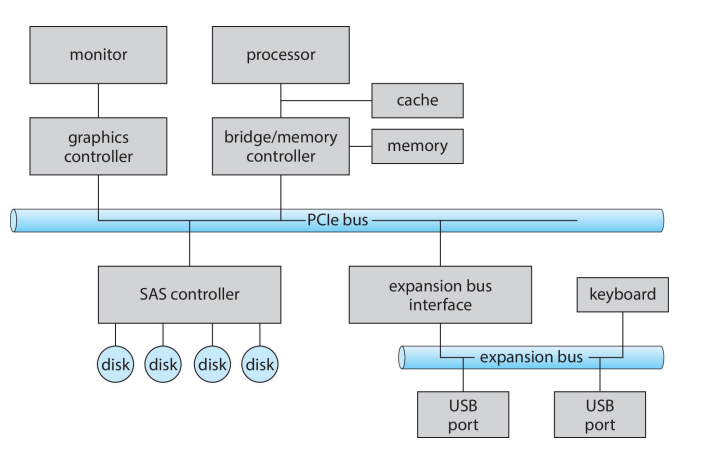 monitor
processor
cache
graphics
controller
bridge/memory
controller
memory
PCIe bus
SAS controller
expansion bus
interface
keyboard
disk
disk
disk
disk
expansion bus
USB
port
USB
port